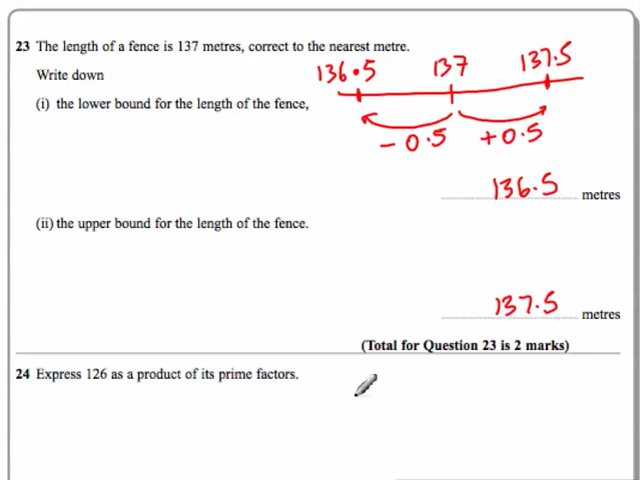 23 The length of a fence is 137 metres, correct to the nearest metre.
136.5 137 137.5
Write down
(i) the lower bound for the length of the fence,
- 0.5 + 0.5
136.5 metres
(ii) the upper bound for the length of the fence.
137.5 metres
(Total for Question 23 is 2 marks)
24 Express 126 as a product of its prime factors.